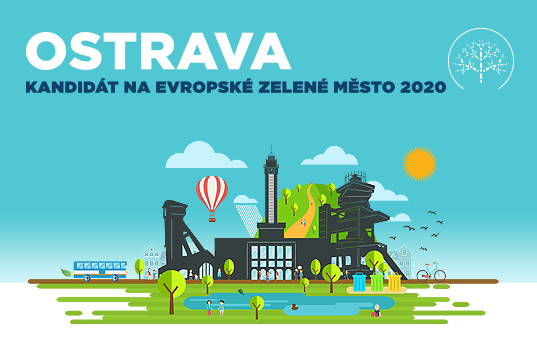 OSTRAVA
KANDIDÁT NA EVROPSKÉ ZELENÉ MĚSTO 2020